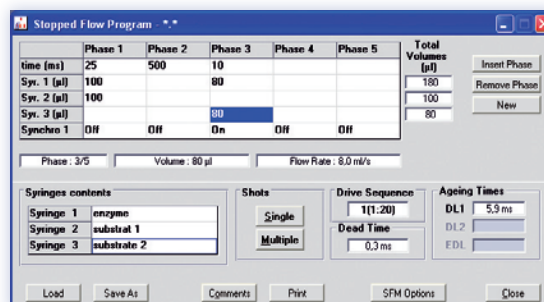 Stopped Flow Program - *.*
Phase 1 Phase 2 Phase 3 Phase 4 Phase 5 Total Volumes (µl)
time (ms) 25 500 10
Syr. 1 (µl) 100 80 180
Syr. 2 (µl) 100 100
Syr. 3 (µl) 80 80
Synchro 1 Off Off On Off Off
Insert Phase
Remove Phase
New
Phase : 3/5 Volume : 80 µl Flow Rate : 8,0 ml/s
Syringes contents
Syringe 1 enzyme
Syringe 2 substrat 1
Syringe 3 substrate 2
Shots
Single
Multiple
Drive Sequence
1(1:20)
Dead Time
0,3 ms
Ageing Times
DL1 5,9 ms
DL2
EDL
Load Save As Comments Print SFM Options Close